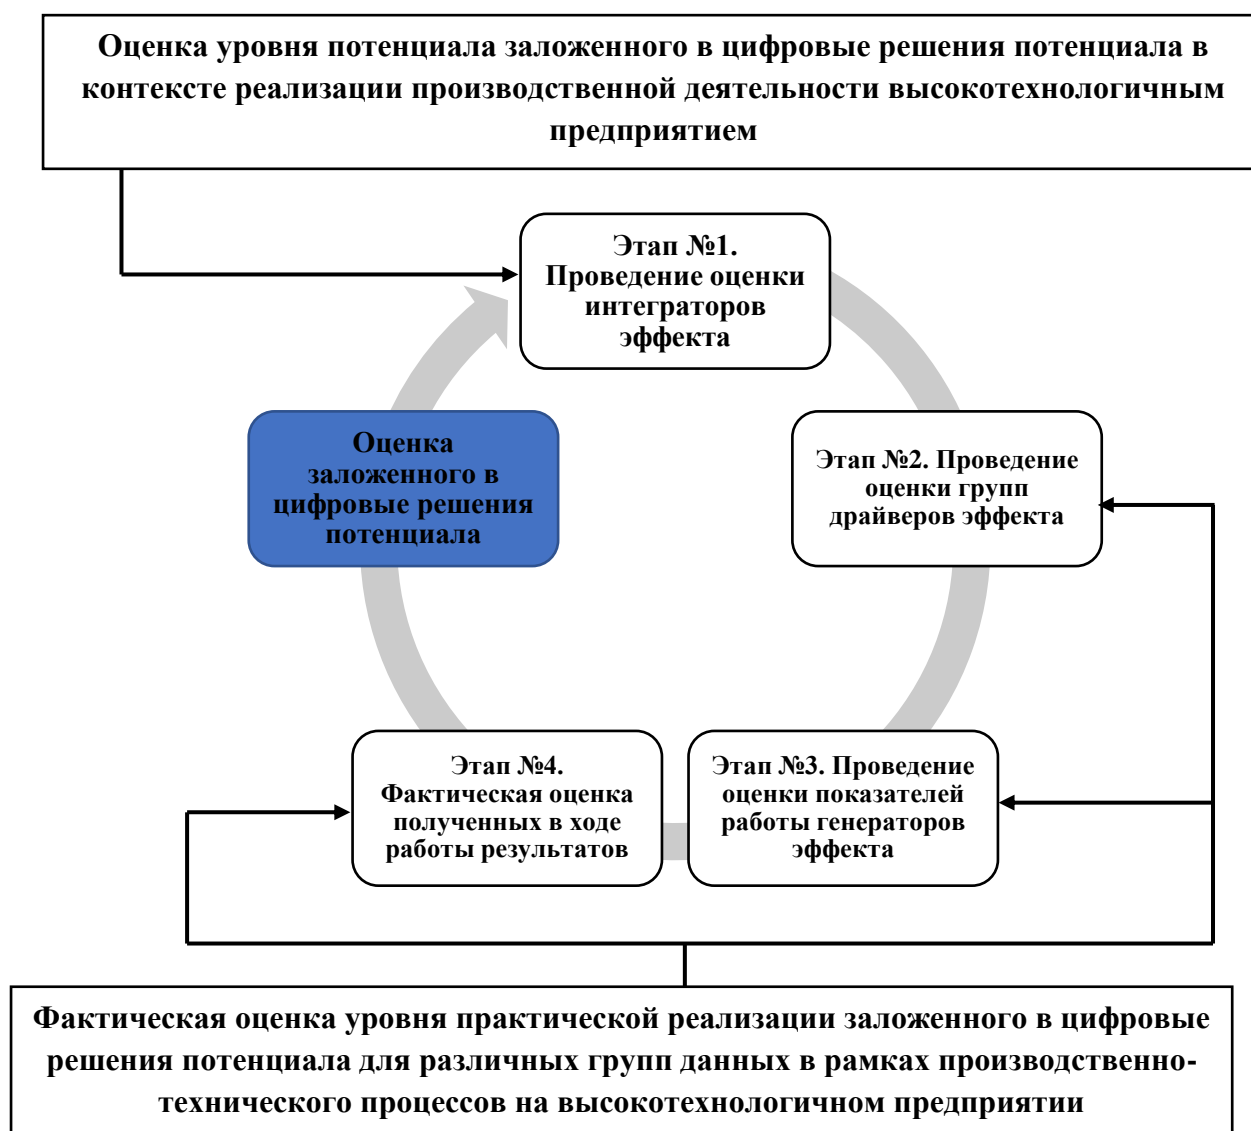 Оценка уровня потенциала заложенного в цифровые решения потенциала в
контексте реализации производственной деятельности высокотехнологичным
предприятием
Этап №1.
Проведение оценки
интеграторов
эффекта
Оценка
заложенного в
цифровые решения
потенциала
Этап №2. Проведение
оценки групп
драйверов эффекта
Этап №4.
Фактическая оценка
полученных в ходе
работы результатов
Этап №3. Проведение
оценки показателей
работы генераторов
эффекта
Фактическая оценка уровня практической реализации заложенного в цифровые
решения потенциала для различных групп данных в рамках производственно-
технического процессов на высокотехнологичном предприятии